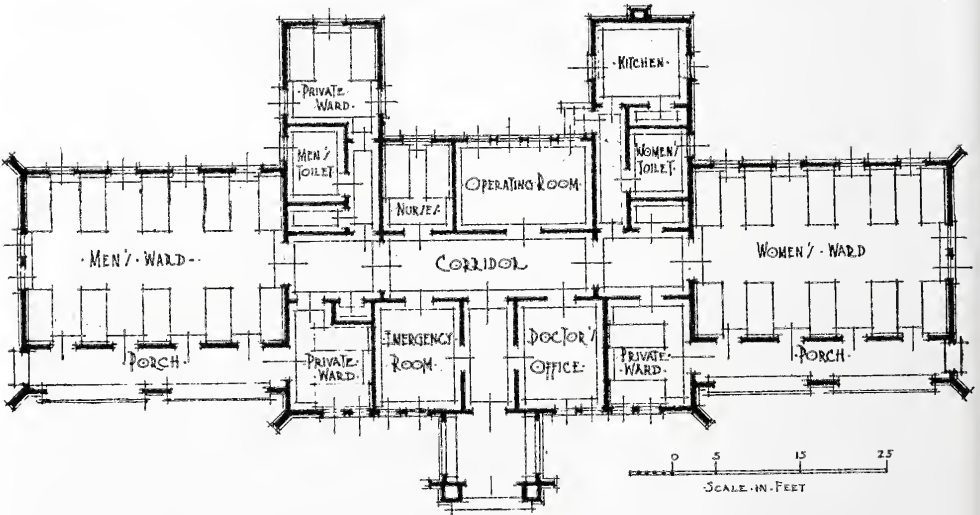 ·KITCHEN·
·PRIVATE·
WARD·
MEN'S
TOILET
WOMEN'S
TOILET
OPERATING ROOM·
NURSES·
·MEN'S·WARD·-
CORRIDOR
WOMEN'S·WARD
·PORCH
PRIVATE·
WARD
EMERGENCY
ROOM·
DOCTOR'S
OFFICE·
PRIVATE
WARD·
·PORCH·
0 5 15 25
·SCALE·IN·FEET